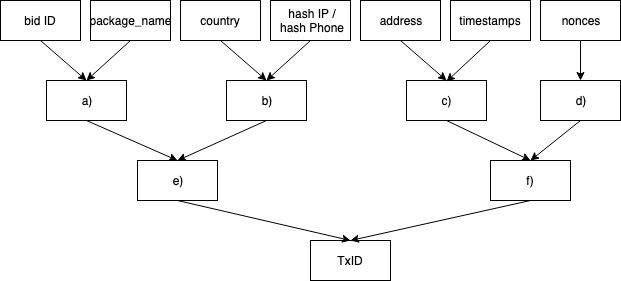 bid ID
package_name
country
hash IP /
hash Phone
address
timestamps
nonces
a)
b)
c)
d)
e)
f)
TxID